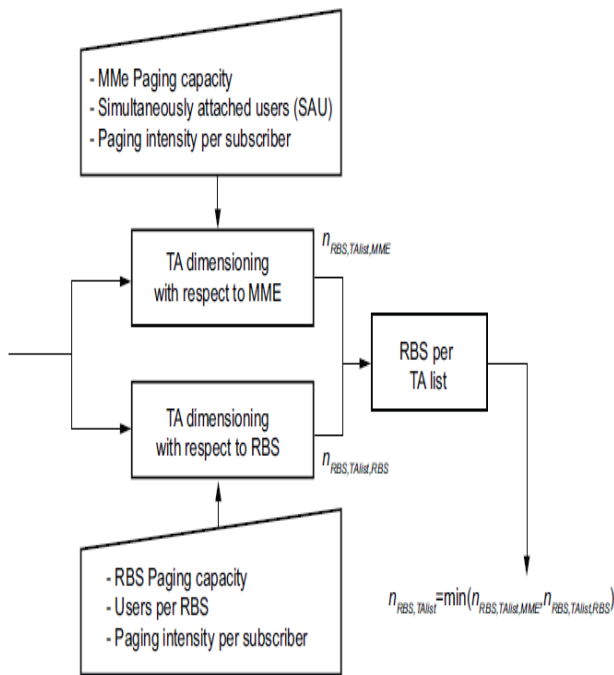 - MMe Paging capacity
- Simultaneously attached users (SAU)
- Paging intensity per subscriber
n_RBS,TAlist,MME
TA dimensioning
with respect to MME
RBS per
TA list
TA dimensioning
with respect to RBS
n_RBS,TAlist,RBS
- RBS Paging capacity
- Users per RBS
- Paging intensity per subscriber
n_RBS,TAlist=min(n_RBS,TAlist,MME,n_RBS,TAlist,RBS)